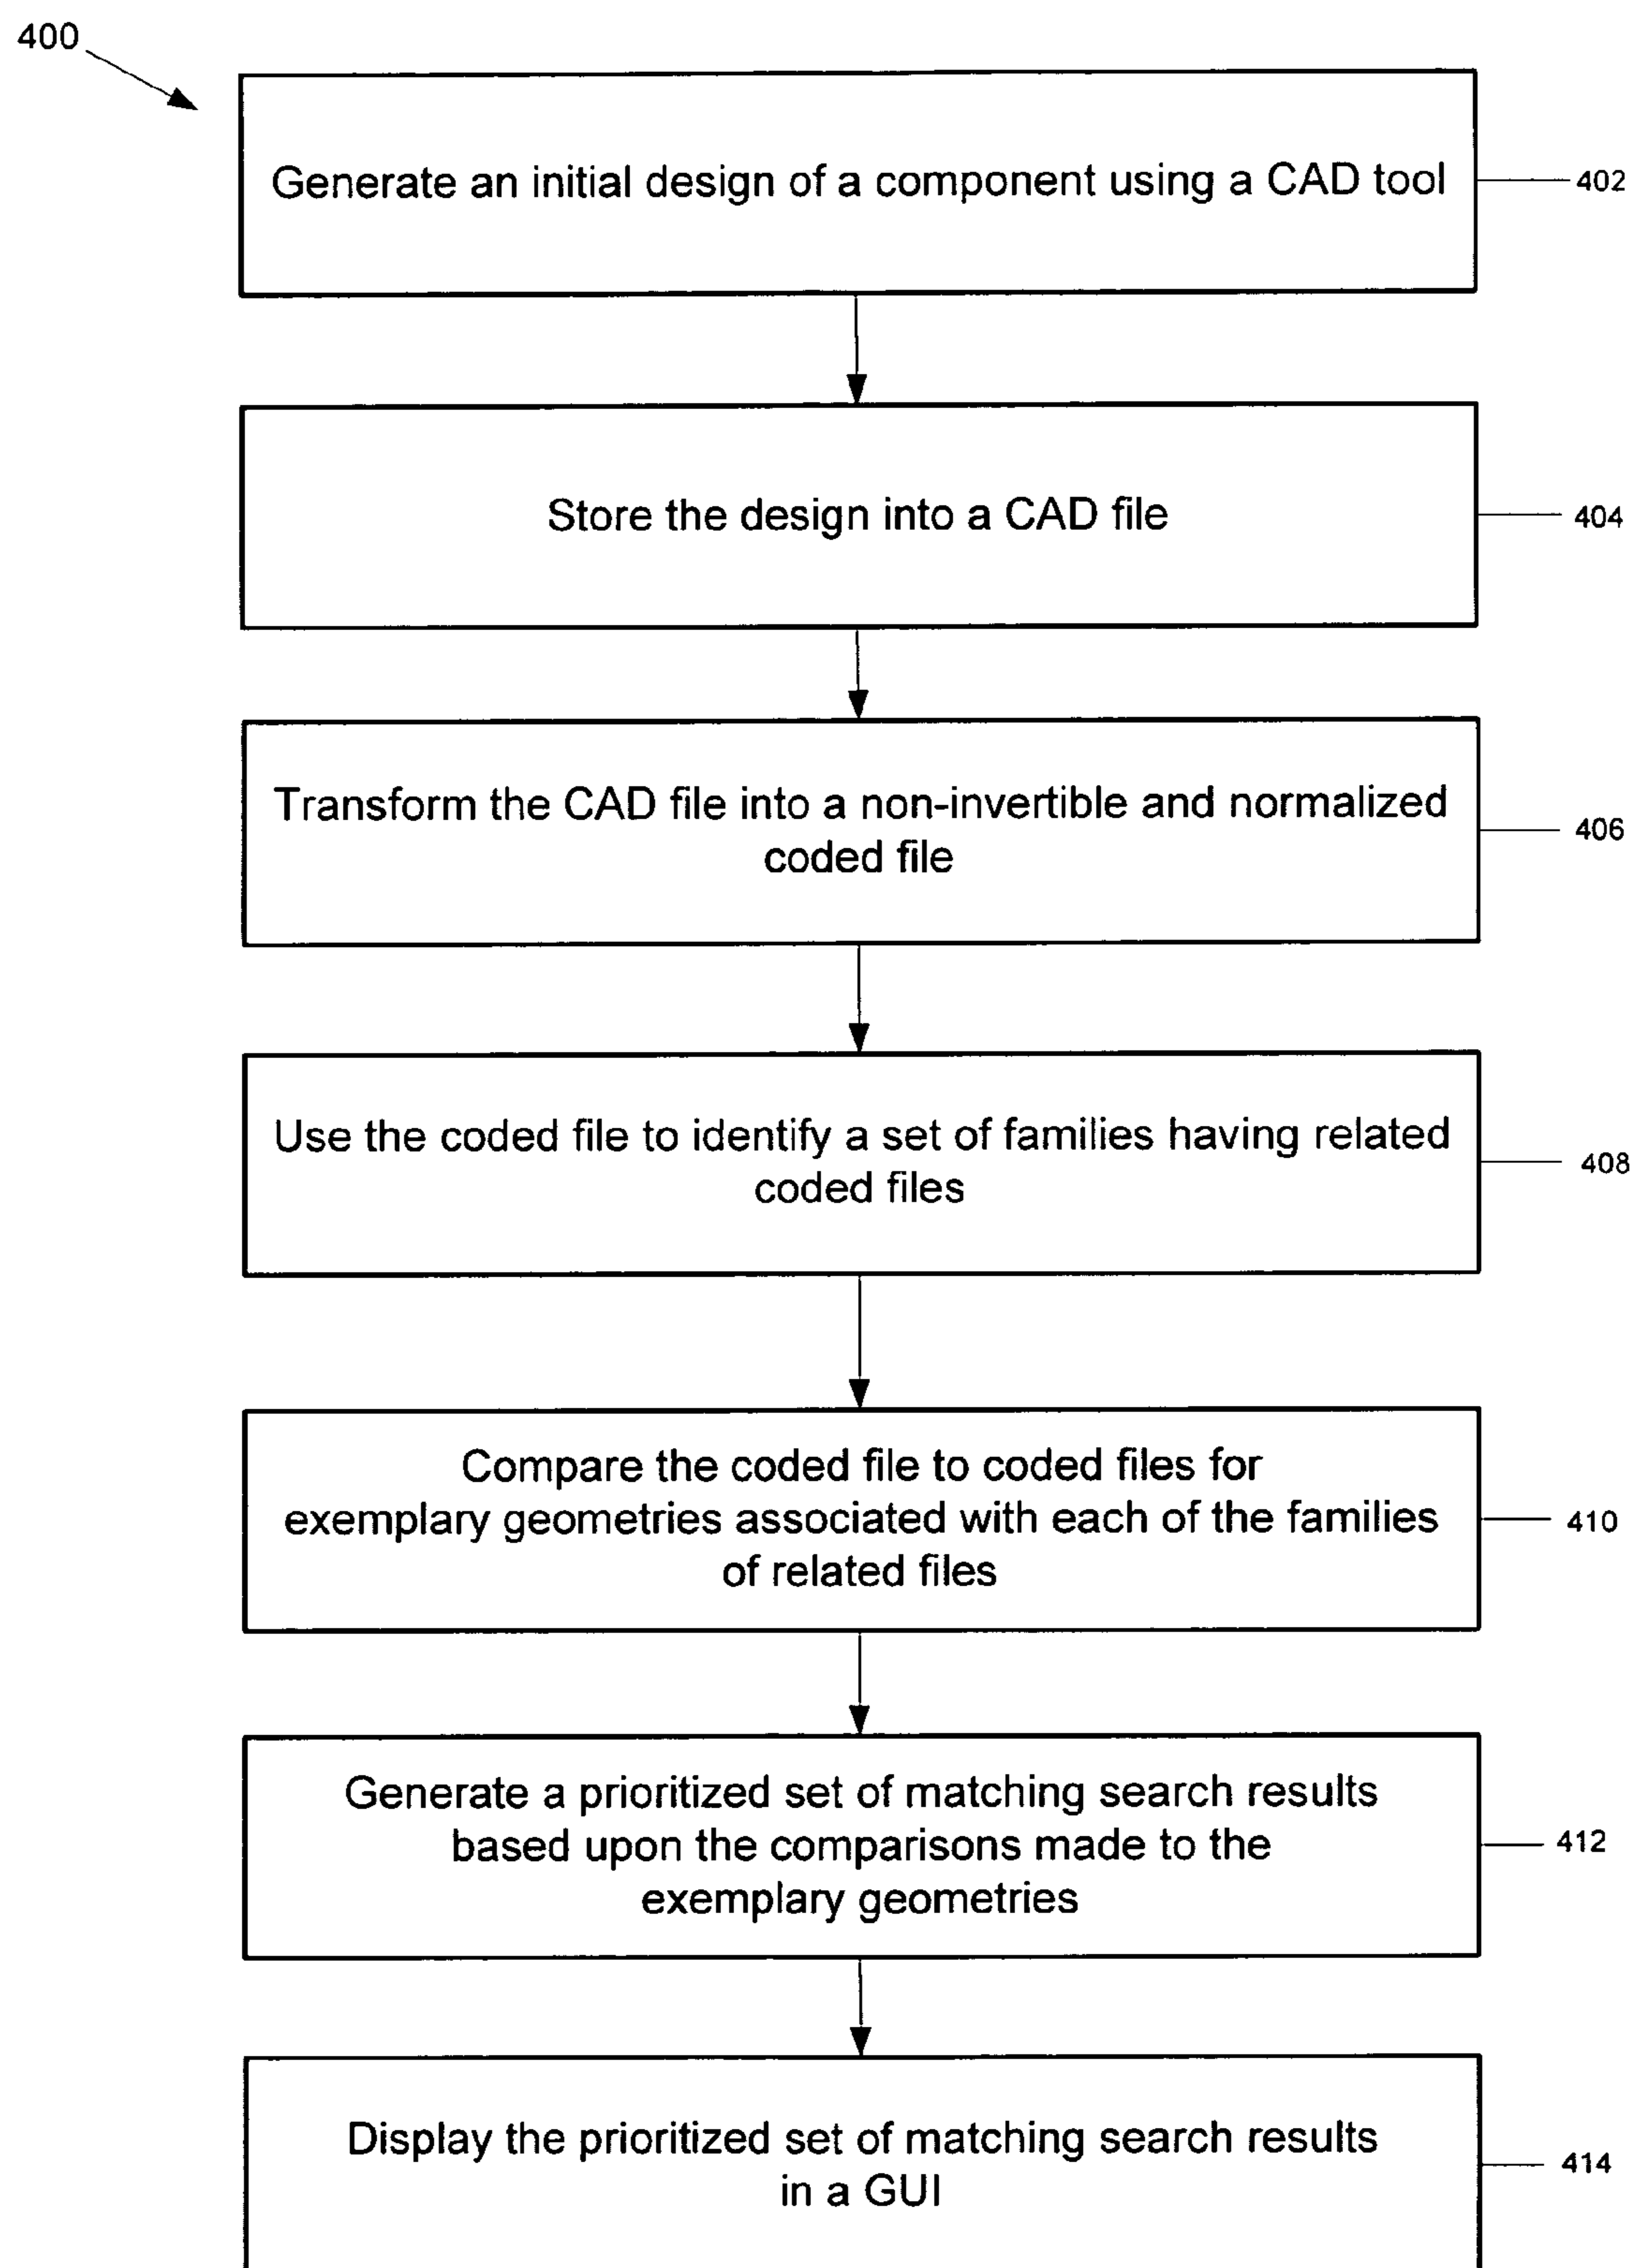 400
Generate an initial design of a component using a CAD tool
402
Store the design into a CAD file
404
Transform the CAD file into a non-invertible and normalized
coded file
406
Use the coded file to identify a set of families having related
coded files
408
Compare the coded file to coded files for
exemplary geometries associated with each of the families
of related files
410
Generate a prioritized set of matching search results
based upon the comparisons made to the
exemplary geometries
412
Display the prioritized set of matching search results
in a GUI
414